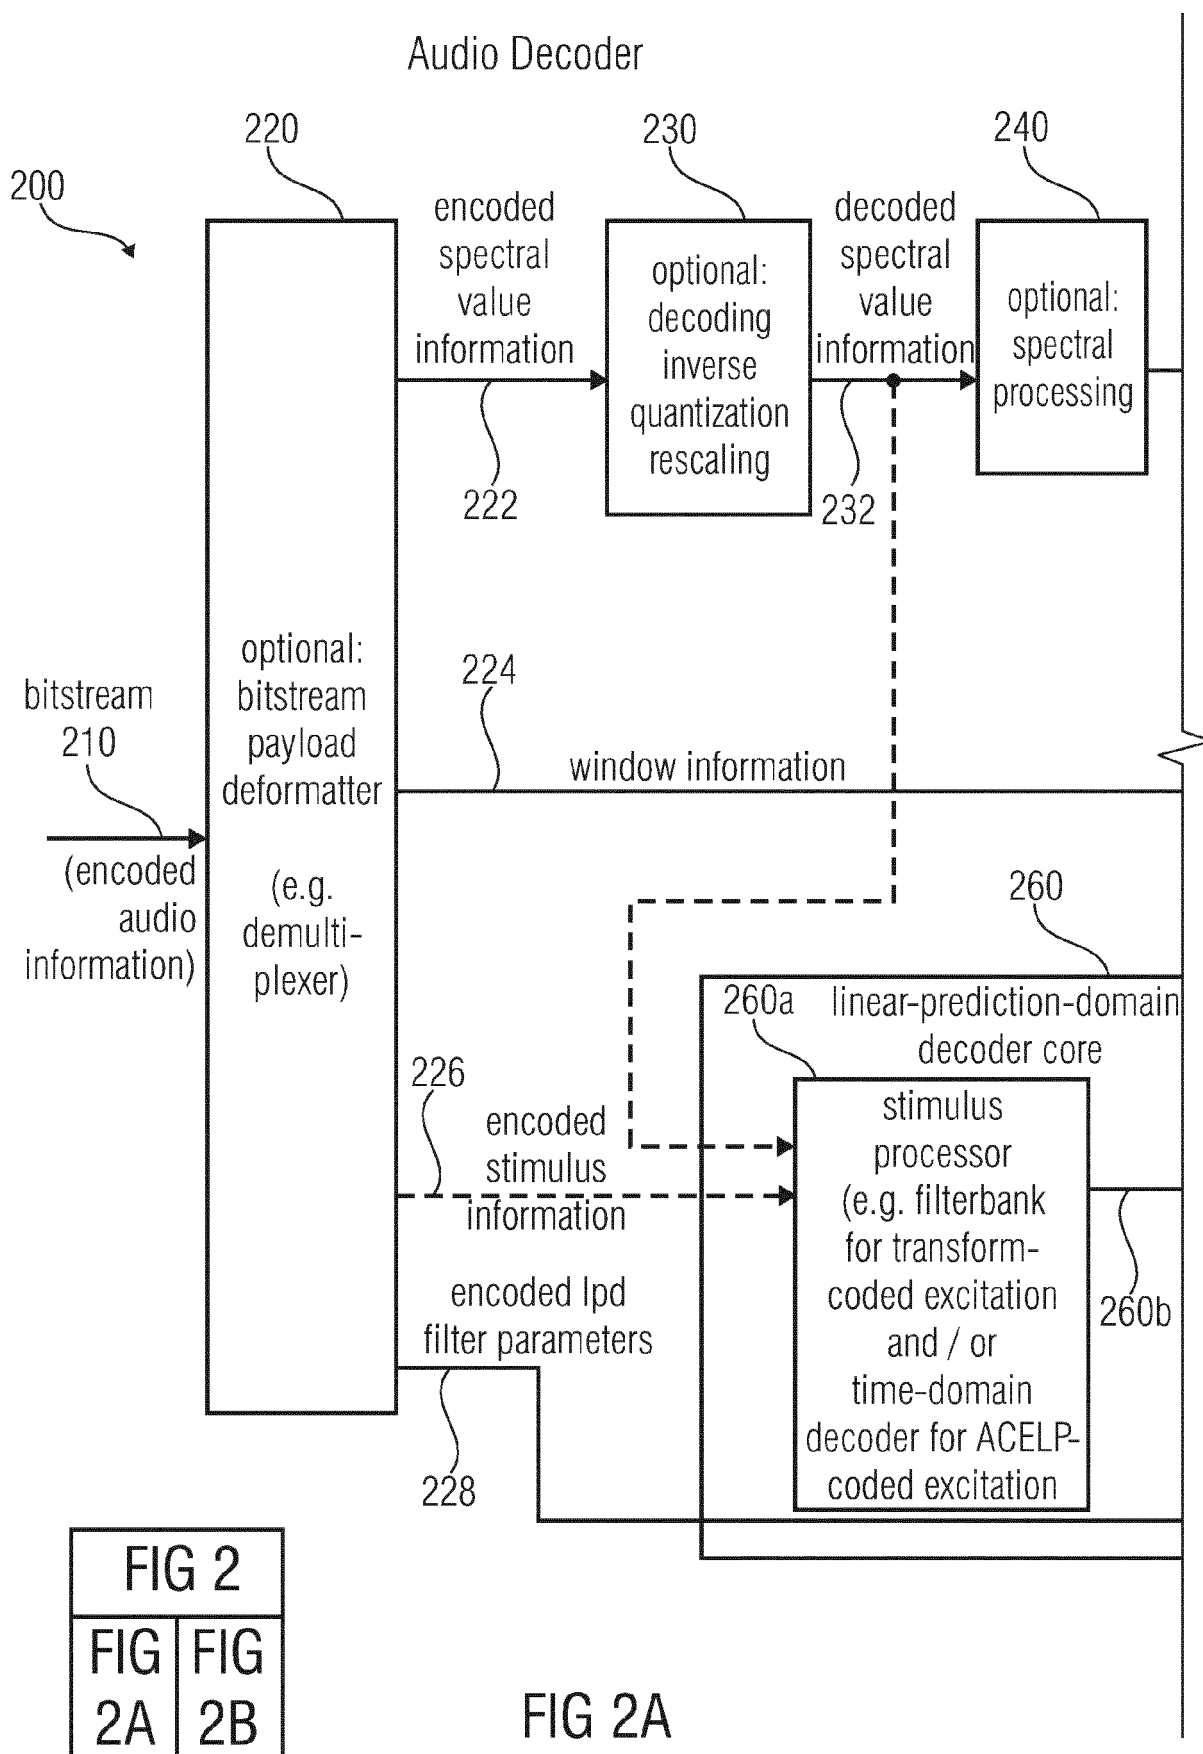 Audio Decoder
200
220
230
240
encoded
spectral
value
information
222
optional:
decoding
inverse
quantization
rescaling
decoded
spectral
value
information
232
optional:
spectral
processing
bitstream
210
(encoded
audio
information)
optional:
bitstream
payload
deformatter
(e.g.
demulti-
plexer)
224
window information
226
encoded
stimulus
information
encoded lpd
filter parameters
228
260
linear-prediction-domain
decoder core
260a
stimulus
processor
(e.g. filterbank
for transform-
coded excitation
and / or
time-domain
decoder for ACELP-
coded excitation
260b
FIG 2
FIG
2A
FIG
2B
FIG 2A